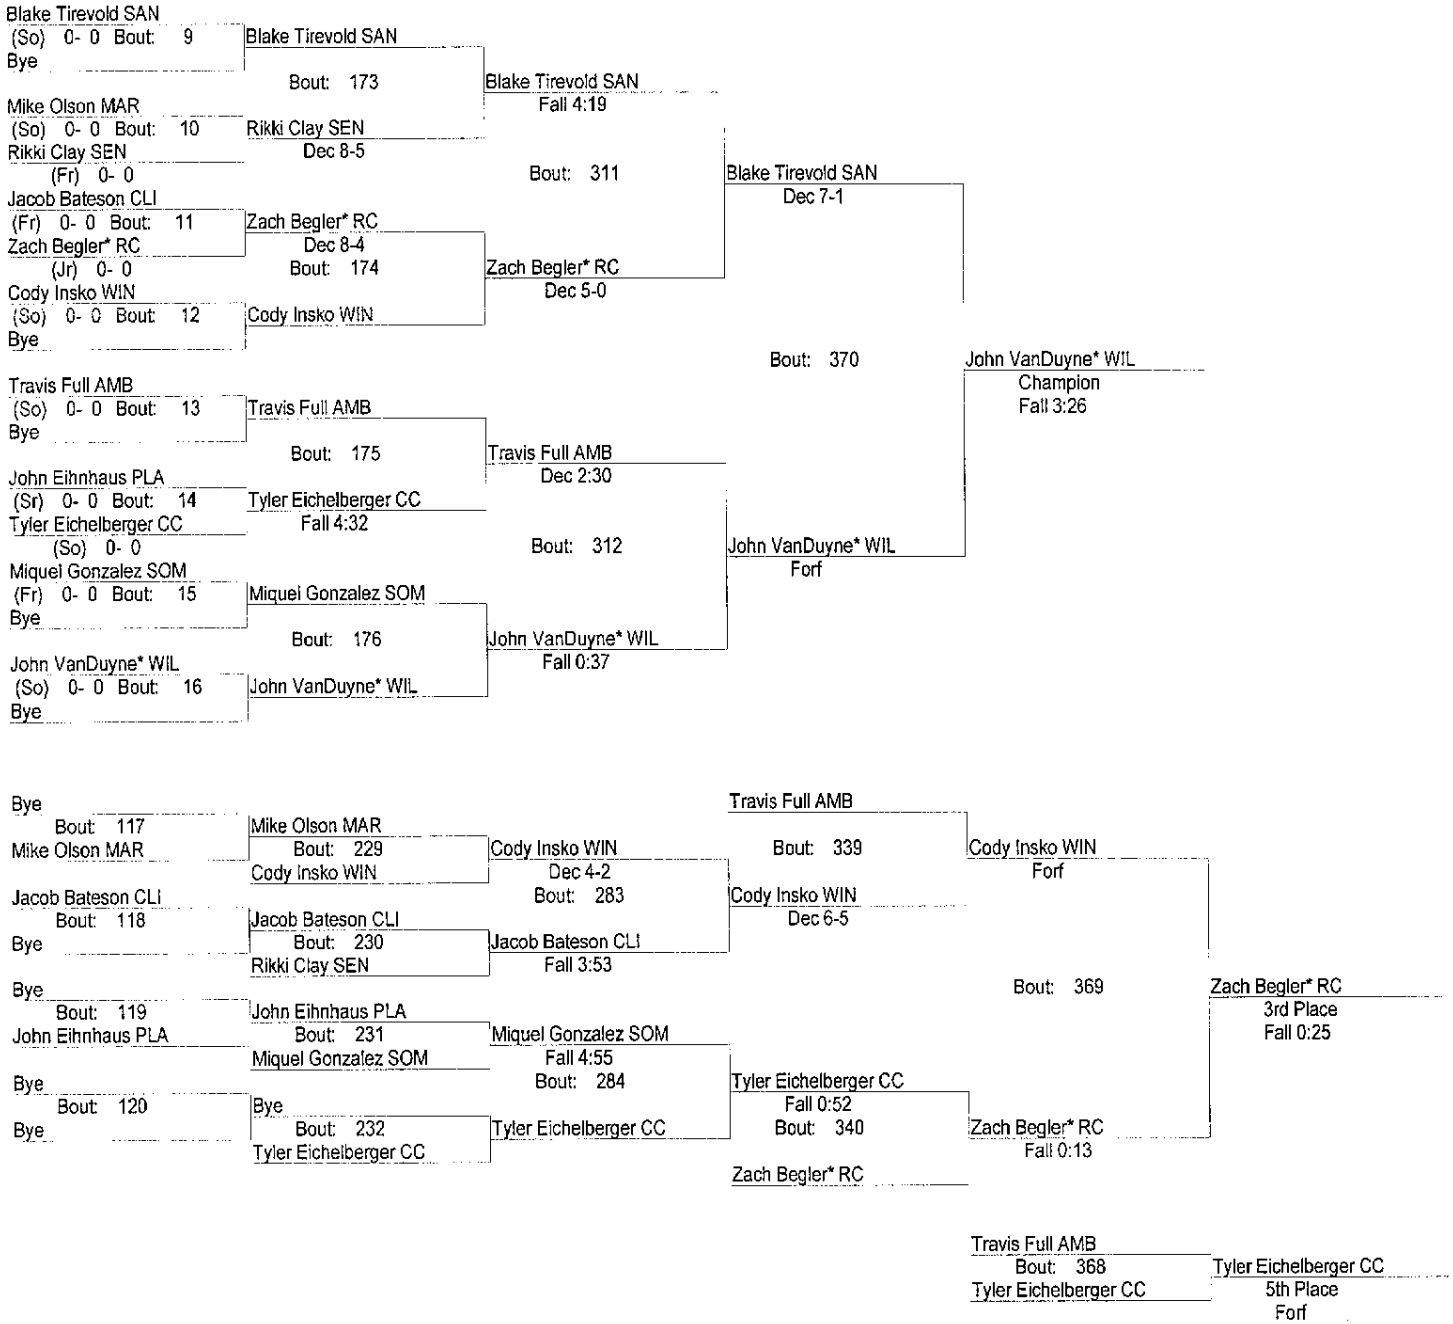 Blake Tirevold SAN
(So) 0- 0 Bout: 9 Blake Tirevold SAN
Bye
Bout: 173 Blake Tirevold SAN
Mike Olson MAR Fall 4:19
(So) 0- 0 Bout: 10 Rikki Clay SEN
Rikki Clay SEN Dec 8-5
(Fr) 0- 0 Bout: 311 Blake Tirevold SAN
Jacob Bateson CLI Dec 7-1
(Fr) 0- 0 Bout: 11 Zach Begler* RC
Zach Begler* RC Dec 8-4
(Jr) 0- 0 Bout: 174 Zach Begler* RC
Cody Insko WIN Dec 5-0
(So) 0- 0 Bout: 12 Cody Insko WIN
Bye
Bout: 370 John VanDuyne* WIL
Travis Full AMB Champion
(So) 0- 0 Bout: 13 Travis Full AMB Fall 3:26
Bye
Bout: 175 Travis Full AMB
John Eihnhaus PLA Dec 2:30
(Sr) 0- 0 Bout: 14 Tyler Eichelberger CC
Tyler Eichelberger CC Fall 4:32
(So) 0- 0 Bout: 312 John VanDuyne* WIL
Miquel Gonzalez SOM Forf
(Fr) 0- 0 Bout: 15 Miquel Gonzalez SOM
Bye
Bout: 176 John VanDuyne* WIL
John VanDuyne* WIL Fall 0:37
(So) 0- 0 Bout: 16 John VanDuyne* WIL
Bye
Bye Travis Full AMB
Bout: 117 Mike Olson MAR
Mike Olson MAR Bout: 229 Cody Insko WIN Bout: 339 Cody Insko WIN
Cody Insko WIN Dec 4-2 Forf
Jacob Bateson CLI Bout: 283 Cody Insko WIN
Bout: 118 Jacob Bateson CLI Dec 6-5
Bye Bout: 230 Jacob Bateson CLI
Rikki Clay SEN Fall 3:53
Bye Bout: 369 Zach Begler* RC
Bout: 119 John Eihnhaus PLA 3rd Place
John Eihnhaus PLA Bout: 231 Miquel Gonzalez SOM Fall 0:25
Miquel Gonzalez SOM Fall 4:55
Bye Bout: 284 Tyler Eichelberger CC
Bout: 120 Bye Fall 0:52
Bye Bout: 232 Tyler Eichelberger CC Bout: 340 Zach Begler* RC
Tyler Eichelberger CC Fall 0:13
Zach Begler* RC
Travis Full AMB
Bout: 368 Tyler Eichelberger CC
Tyler Eichelberger CC 5th Place
Forf